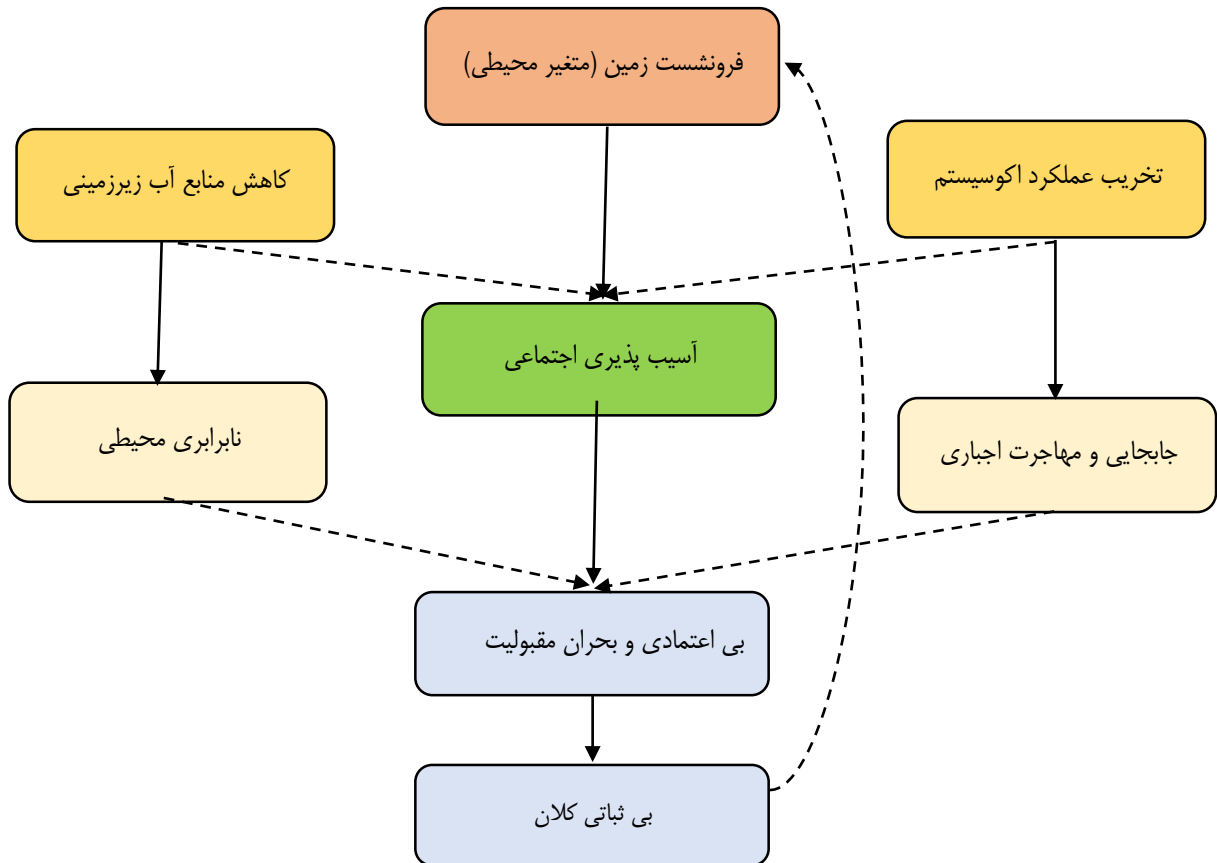 فرونشست زمین (متغیر محیطی)
تخریب عملکرد اکوسیستم
کاهش منابع آب زیرزمینی
آسیب پذیری اجتماعی
جابجایی و مهاجرت اجباری
نابرابری محیطی
بی اعتمادی و بحران مقبولیت
بی ثباتی کلان